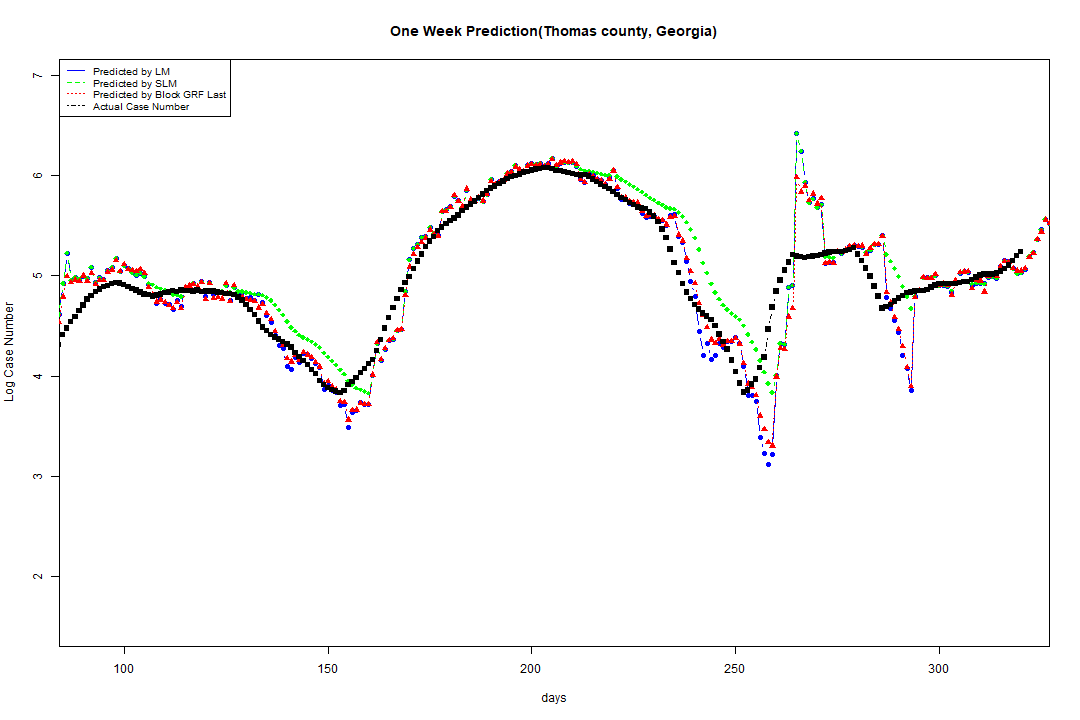 One Week Prediction(Thomas county, Georgia)
Predicted by LM
Predicted by SLM
Predicted by Block GRF Last
Actual Case Number
7
6
5
4
3
2
Log Case Number
100 150 200 250 300
days